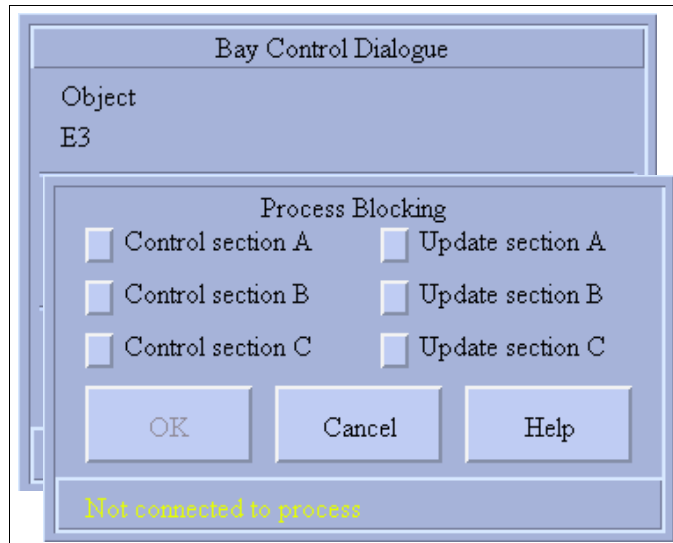 Bay Control Dialogue
Object
E3
Process Blocking
Control section A Update section A
Control section B Update section B
Control section C Update section C
OK Cancel Help
Not connected to process